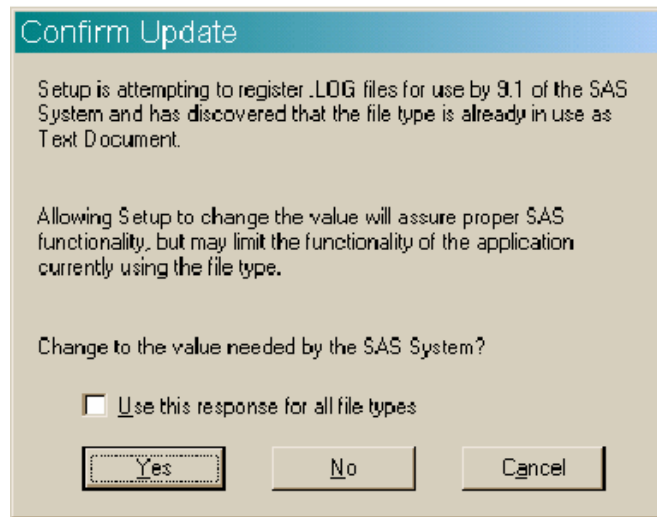 Confirm Update
Setup is attempting to register .LOG files for use by 9.1 of the SAS
System and has discovered that the file type is already in use as
Text Document.
Allowing Setup to change the value will assure proper SAS
functionality, but may limit the functionality of the application
currently using the file type.
Change to the value needed by the SAS System?
Use this response for all file types
Yes No Cancel